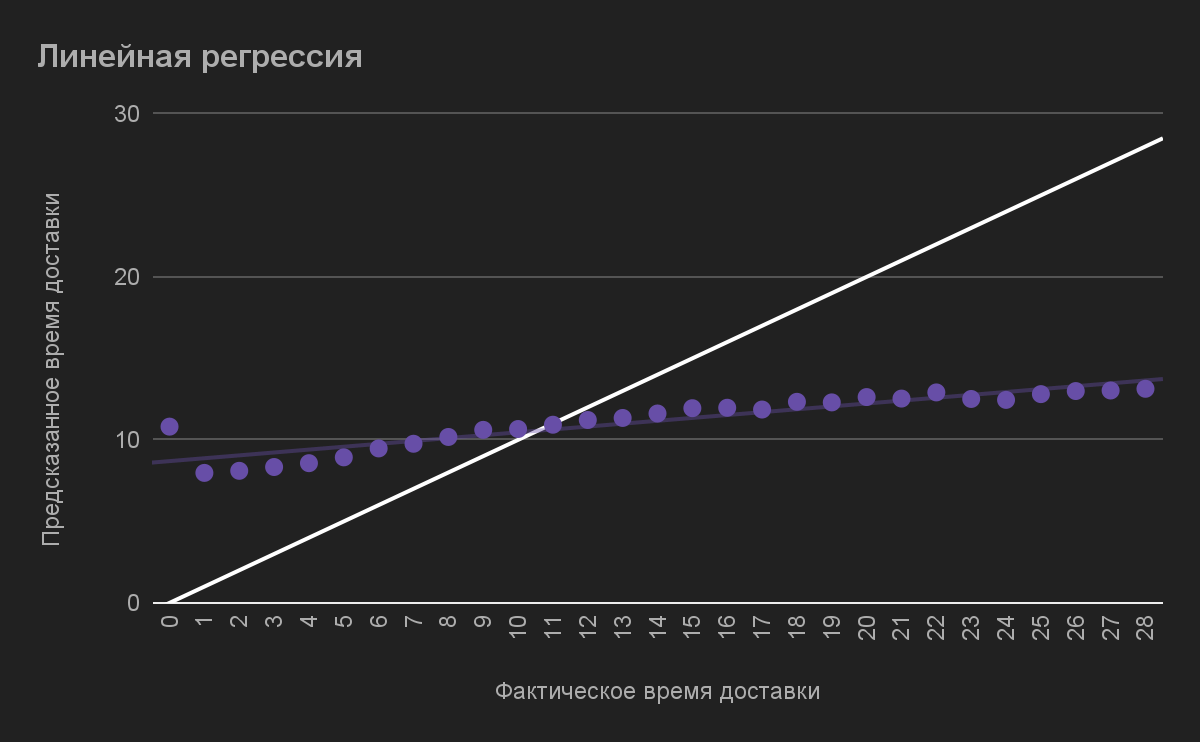 Линейная регрессия
30
20
10
0
Предсказанное время доставки
0 1 2 3 4 5 6 7 8 9 10 11 12 13 14 15 16 17 18 19 20 21 22 23 24 25 26 27 28
Фактическое время доставки